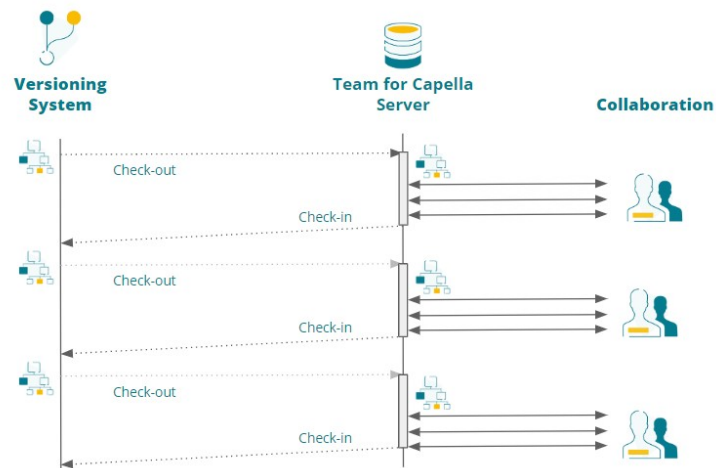 Versioning
System
Team for Capella
Server
Collaboration
Check-out
Check-in
Check-out
Check-in
Check-out
Check-in